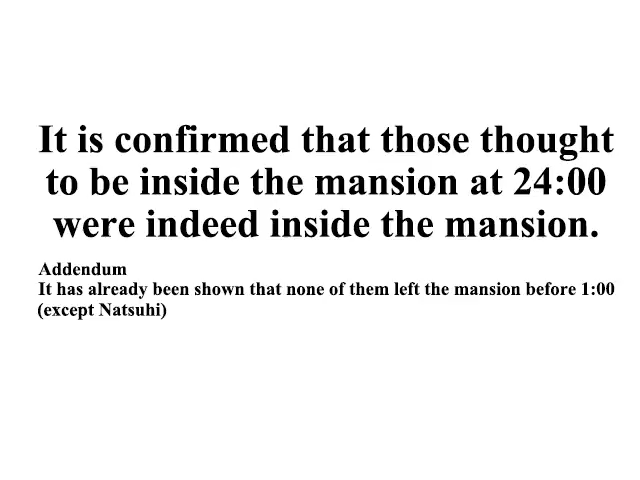 It is confirmed that those thought
to be inside the mansion at 24:00
were indeed inside the mansion.
Addendum
It has already been shown that none of them left the mansion before 1:00
(except Natsuhi)